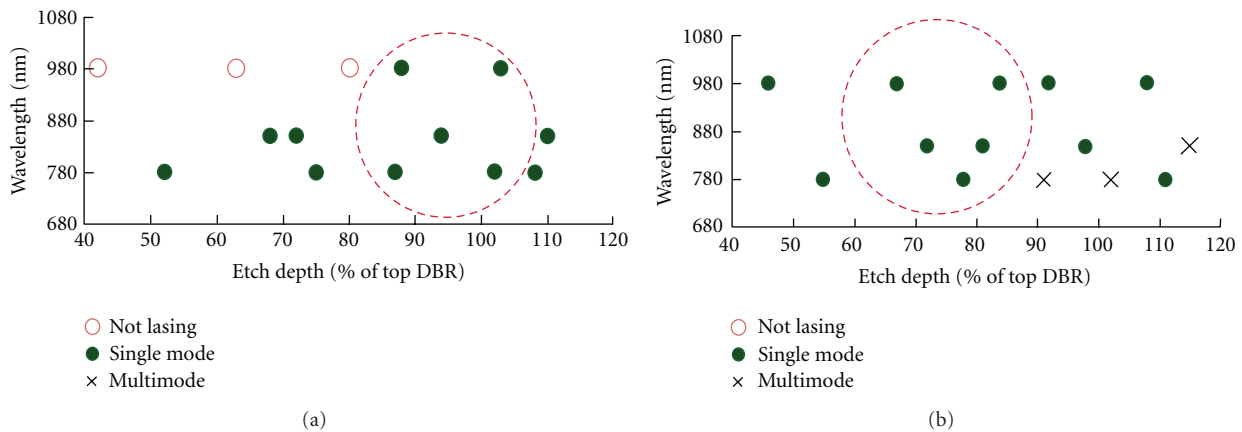 1080
980
880
780
680
Wavelength (nm)
40 50 60 70 80 90 100 110 120
Etch depth (% of top DBR)
Not lasing
Single mode
Multimode
(a)
1080
980
880
780
680
Wavelength (nm)
40 50 60 70 80 90 100 110 120
Etch depth (% of top DBR)
Not lasing
Single mode
Multimode
(b)